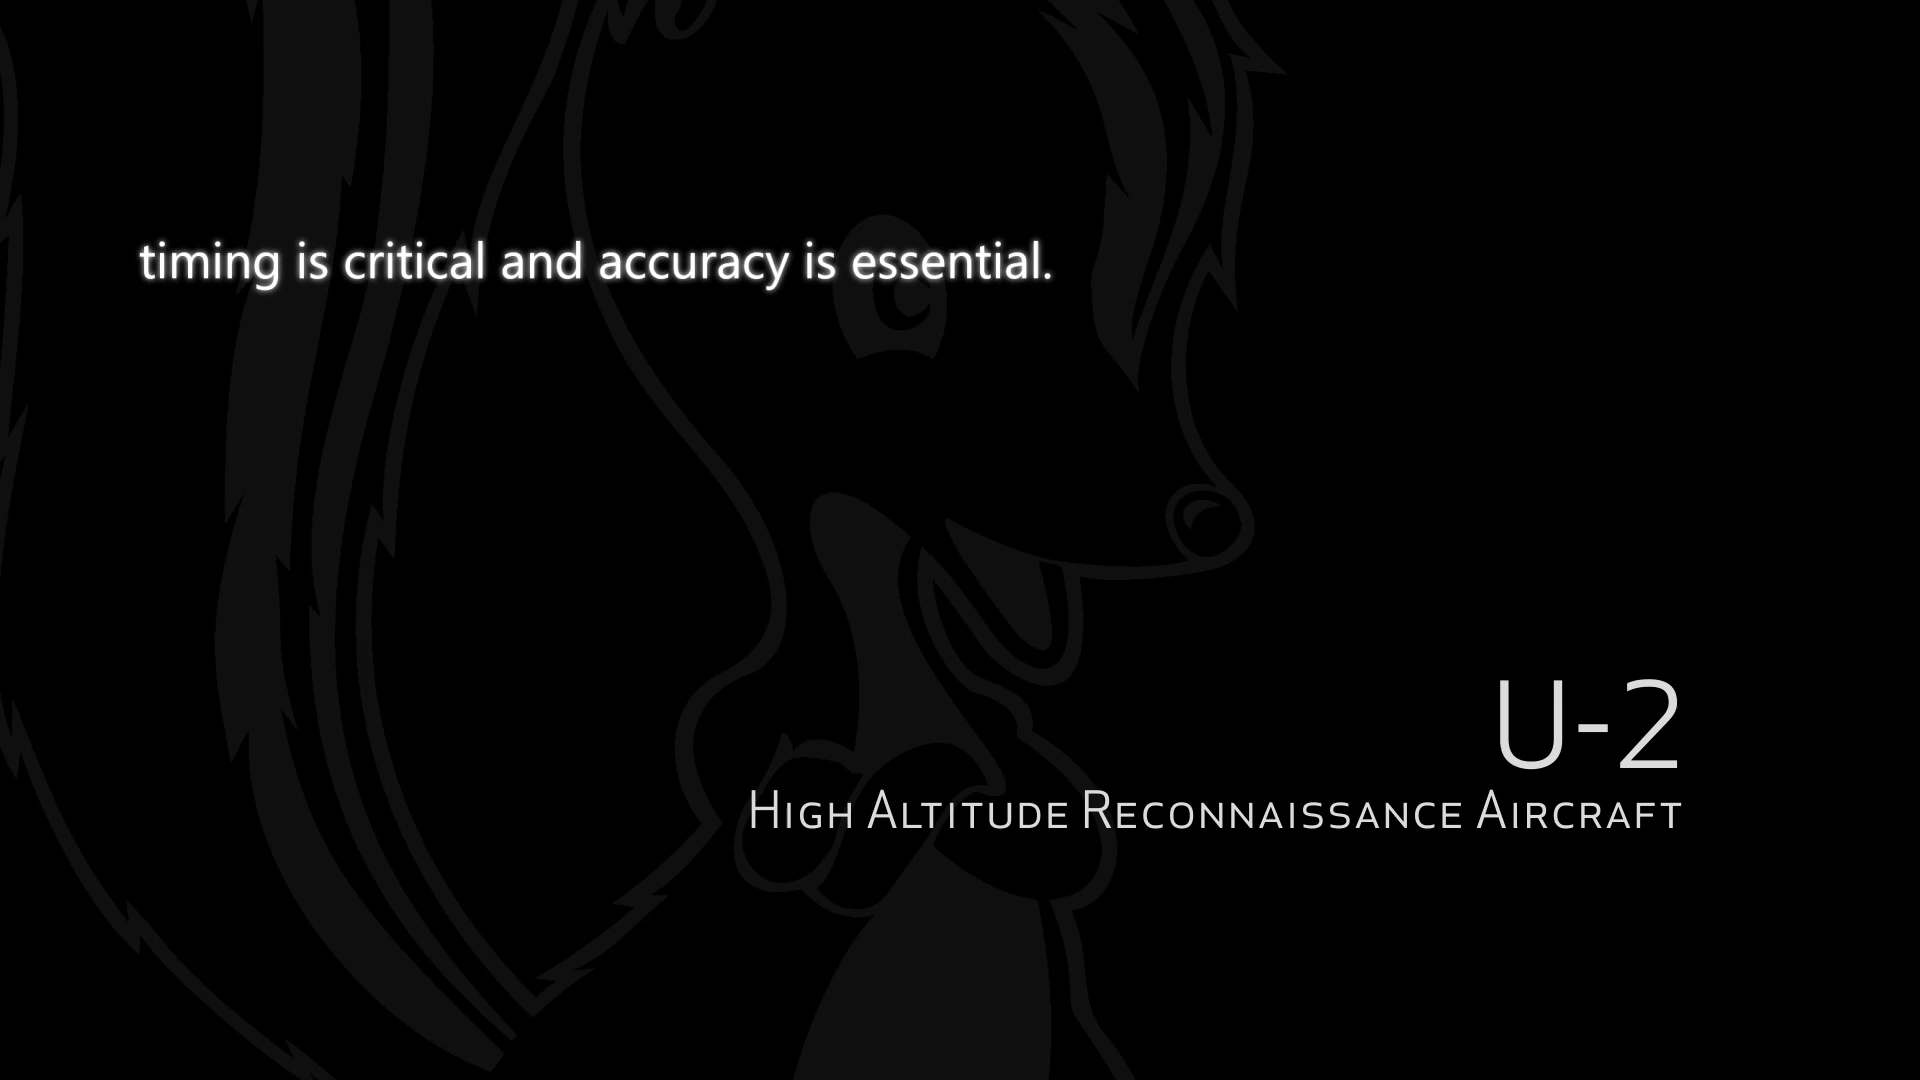 timing is critical and accuracy is essential.
U-2
High Altitude Reconnaissance Aircraft